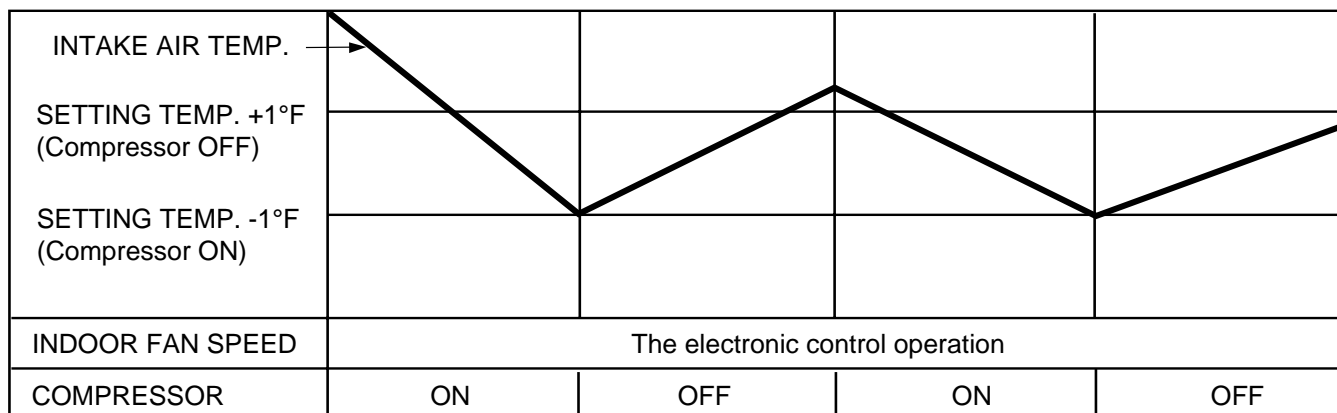 INTAKE AIR TEMP.
SETTING TEMP. +1°F
(Compressor OFF)
SETTING TEMP. -1°F
(Compressor ON)
INDOOR FAN SPEED The electronic control operation
COMPRESSOR ON OFF ON OFF